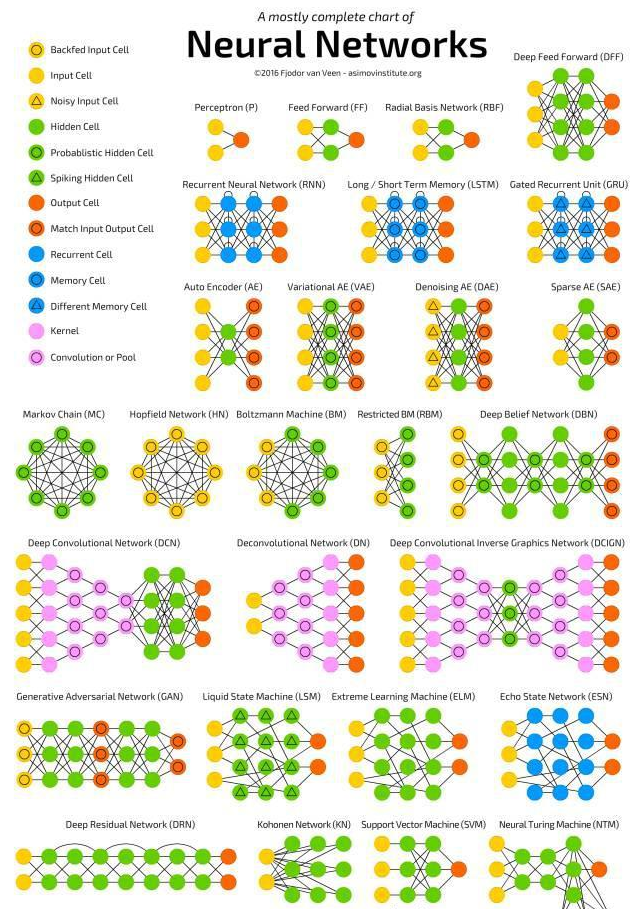 A mostly complete chart of
Neural Networks
©2016 Fjodor van Veen - asimovinstitute.org
Backfed Input Cell
Input Cell
Noisy Input Cell
Hidden Cell
Probablistic Hidden Cell
Spiking Hidden Cell
Output Cell
Match Input Output Cell
Recurrent Cell
Memory Cell
Different Memory Cell
Kernel
Convolution or Pool
Perceptron (P)
Feed Forward (FF)
Radial Basis Network (RBF)
Deep Feed Forward (DFF)
Recurrent Neural Network (RNN)
Long / Short Term Memory (LSTM)
Gated Recurrent Unit (GRU)
Auto Encoder (AE)
Variational AE (VAE)
Denoising AE (DAE)
Sparse AE (SAE)
Markov Chain (MC)
Hopfield Network (HN)
Boltzmann Machine (BM)
Restricted BM (RBM)
Deep Belief Network (DBN)
Deep Convolutional Network (DCN)
Deconvolutional Network (DN)
Deep Convolutional Inverse Graphics Network (DCIGN)
Generative Adversarial Network (GAN)
Liquid State Machine (LSM)
Extreme Learning Machine (ELM)
Echo State Network (ESN)
Deep Residual Network (DRN)
Kohonen Network (KN)
Support Vector Machine (SVM)
Neural Turing Machine (NTM)